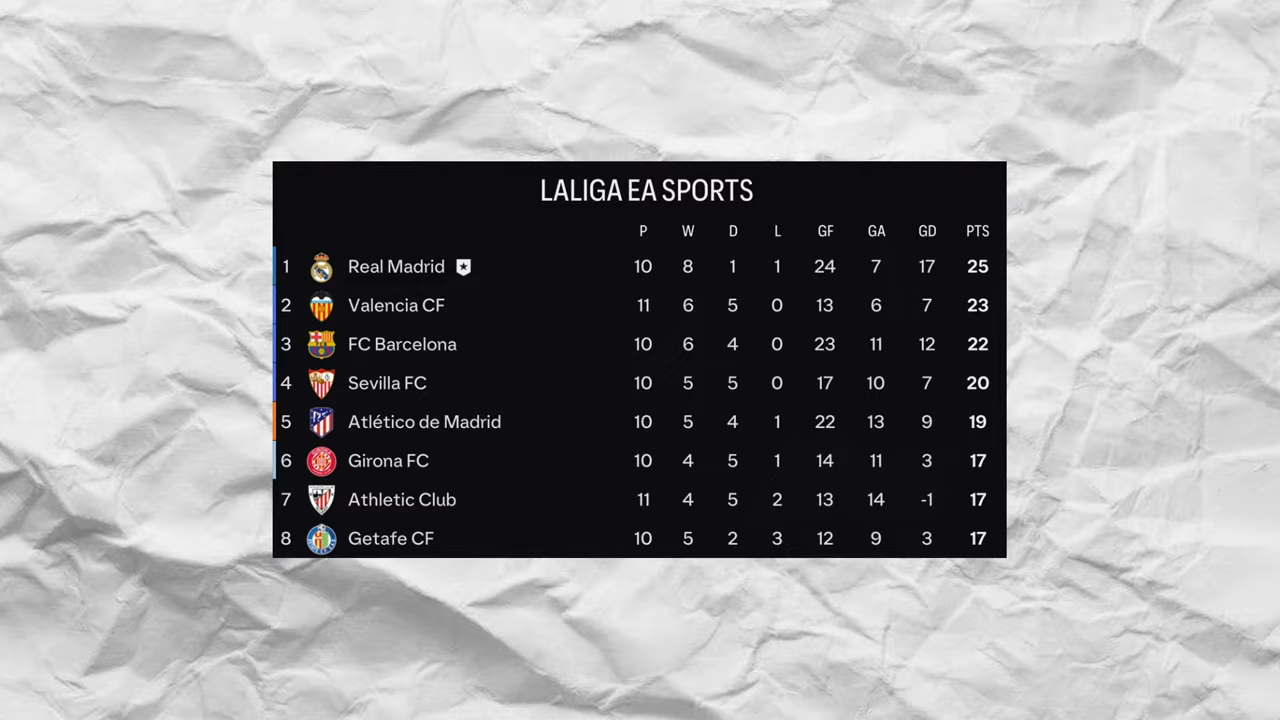 LALIGA EA SPORTS
P W D L GF GA GD PTS
1 Real Madrid 10 8 1 1 24 7 17 25
2 Valencia CF 11 6 5 0 13 6 7 23
3 FC Barcelona 10 6 4 0 23 11 12 22
4 Sevilla FC 10 5 5 0 17 10 7 20
5 Atlético de Madrid 10 5 4 1 22 13 9 19
6 Girona FC 10 4 5 1 14 11 3 17
7 Athletic Club 11 4 5 2 13 14 -1 17
8 Getafe CF 10 5 2 3 12 9 3 17